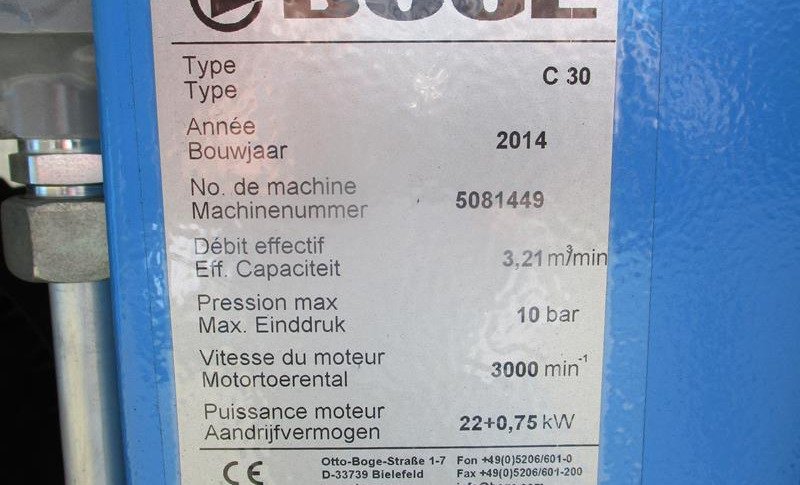 BOGE
Type
Type
C 30
Année
Bouwjaar
2014
No. de machine
Machinenummer
5081449
Débit effectif
Eff. Capaciteit
3,21 m³/min
Pression max
Max. Einddruk
10 bar
Vitesse du moteur
Motortoerental
3000 min⁻¹
Puissance moteur
Aandrijfvermogen
22+0,75 kW
CE
Otto-Boge-Straße 1-7
D-33739 Bielefeld
Fon +49(0)5206/601-0
Fax +49(0)5206/601-200